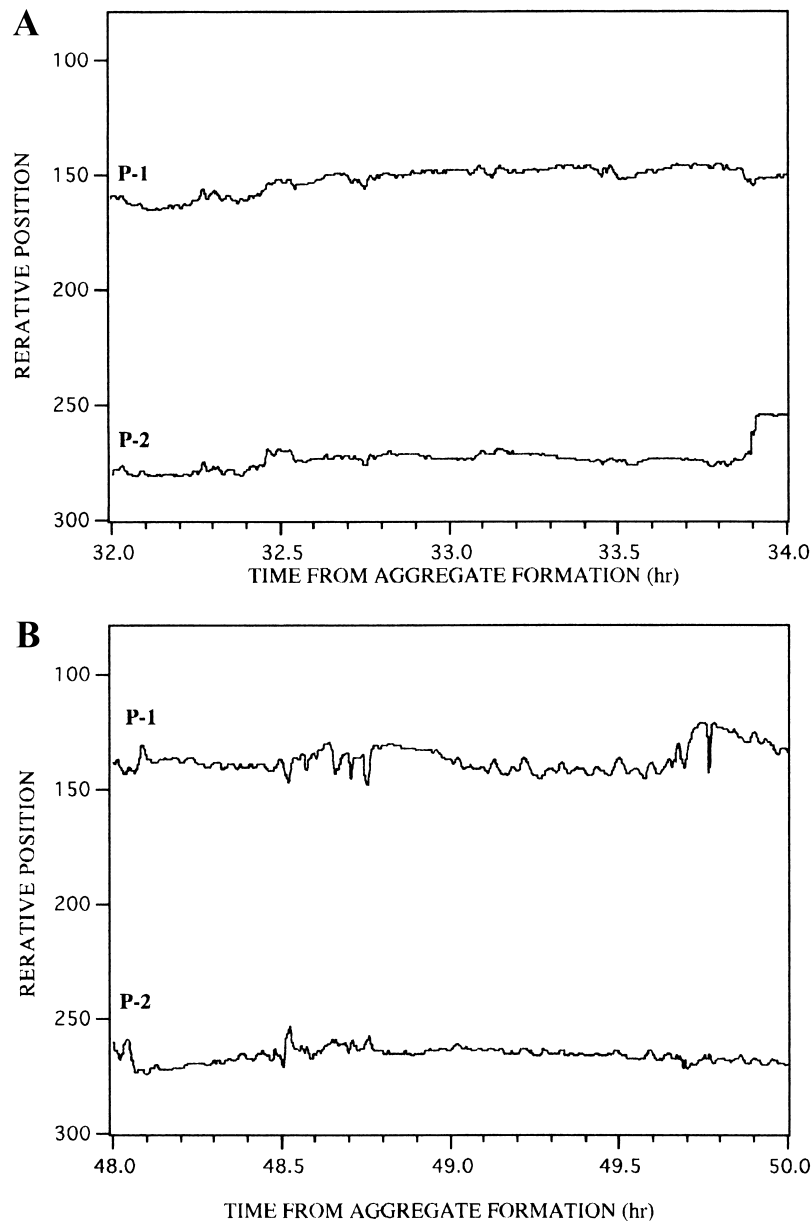 A
100
150
200
250
300
RERATIVE POSITION
P-1
P-2
32.0 32.5 33.0 33.5 34.0
TIME FROM AGGREGATE FORMATION (hr)
B
100
150
200
250
300
RERATIVE POSITION
P-1
P-2
48.0 48.5 49.0 49.5 50.0
TIME FROM AGGREGATE FORMATION (hr)